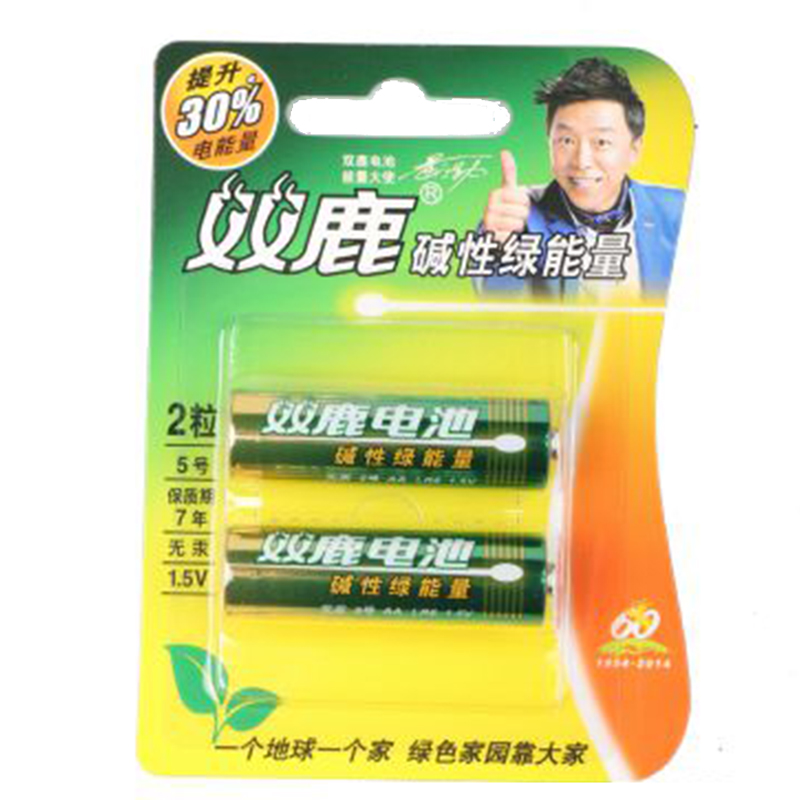 提升
30%
电能量
双鹿电池
能量大使
双鹿®
碱性绿能量
2粒
5号
保质期
7年
无汞
1.5V
双鹿电池
碱性绿能量
双鹿电池
碱性绿能量
60
1954-2014
一个地球一个家 绿色家园靠大家